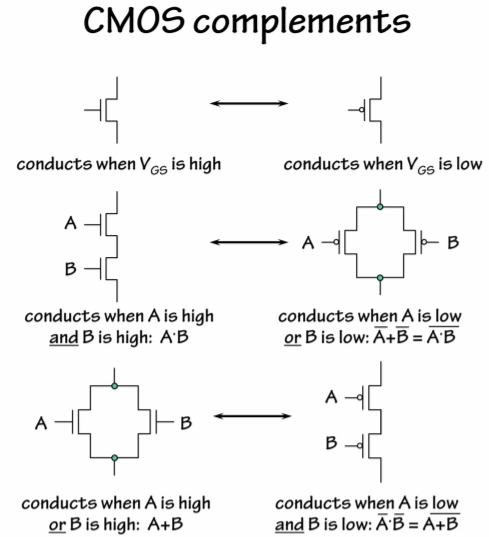 CMOS complements
conducts when V_GS is high
conducts when V_GS is low
A
B
A
B
conducts when A is high
and B is high: A·B
conducts when A is low
or B is low: A̅+B̅ = A̅·̅B̅
A
B
A
B
conducts when A is high
or B is high: A+B
conducts when A is low
and B is low: A̅·B̅ = A̅+̅B̅